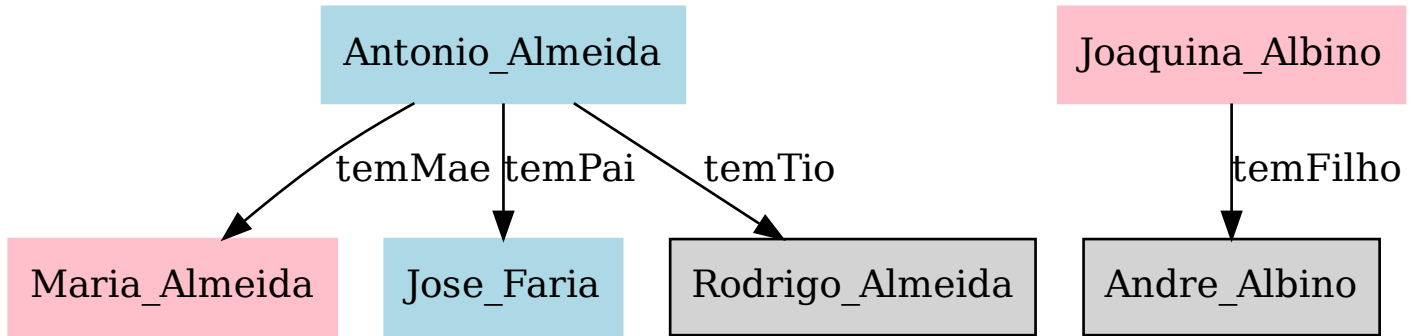 Antonio_Almeida
Joaquina_Albino
temMae
temPai
temTio
temFilho
Maria_Almeida
Jose_Faria
Rodrigo_Almeida
Andre_Albino